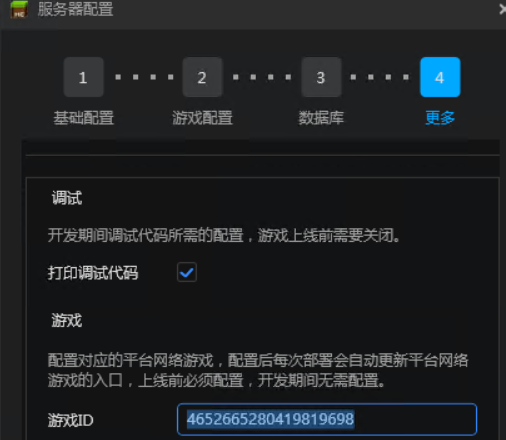 服务器配置
1 2 3 4
基础配置 游戏配置 数据库 更多
调试
开发期间调试代码所需的配置，游戏上线前需要关闭。
打印调试代码
游戏
配置对应的平台网络游戏，配置后每次部署会自动更新平台网络
游戏的入口，上线前必须配置，开发期间无需配置。
游戏ID 4652665280419819698